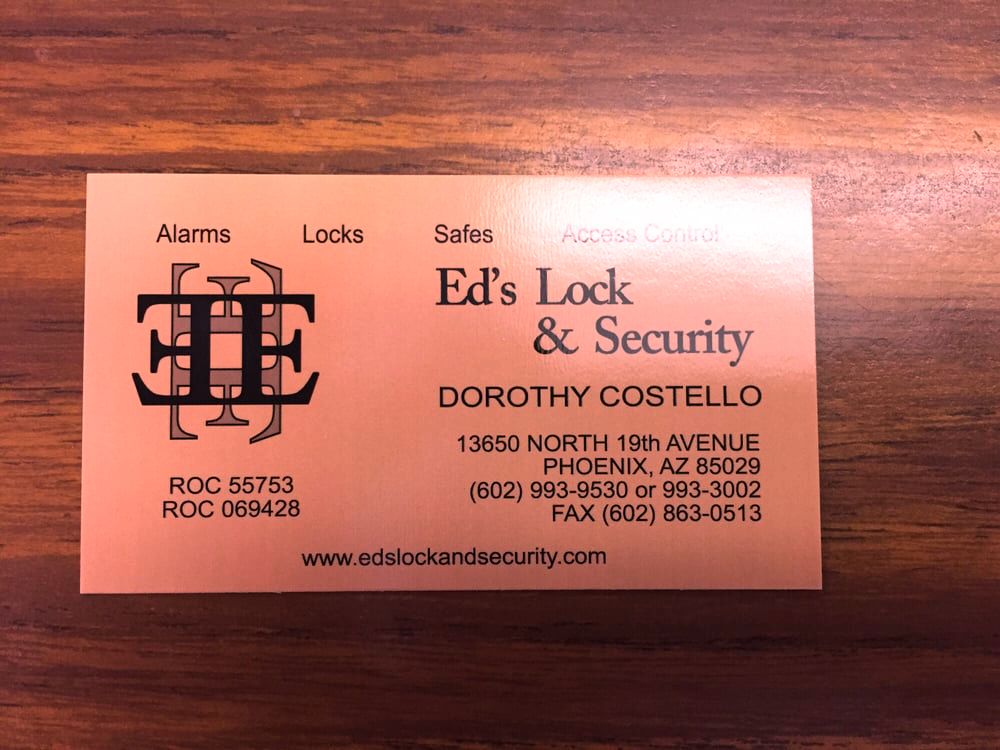 Alarms Locks Safes Access Control
Ed's Lock
& Security
DOROTHY COSTELLO
13650 NORTH 19th AVENUE
PHOENIX, AZ 85029
(602) 993-9530 or 993-3002
FAX (602) 863-0513
ROC 55753
ROC 069428
www.edslockandsecurity.com